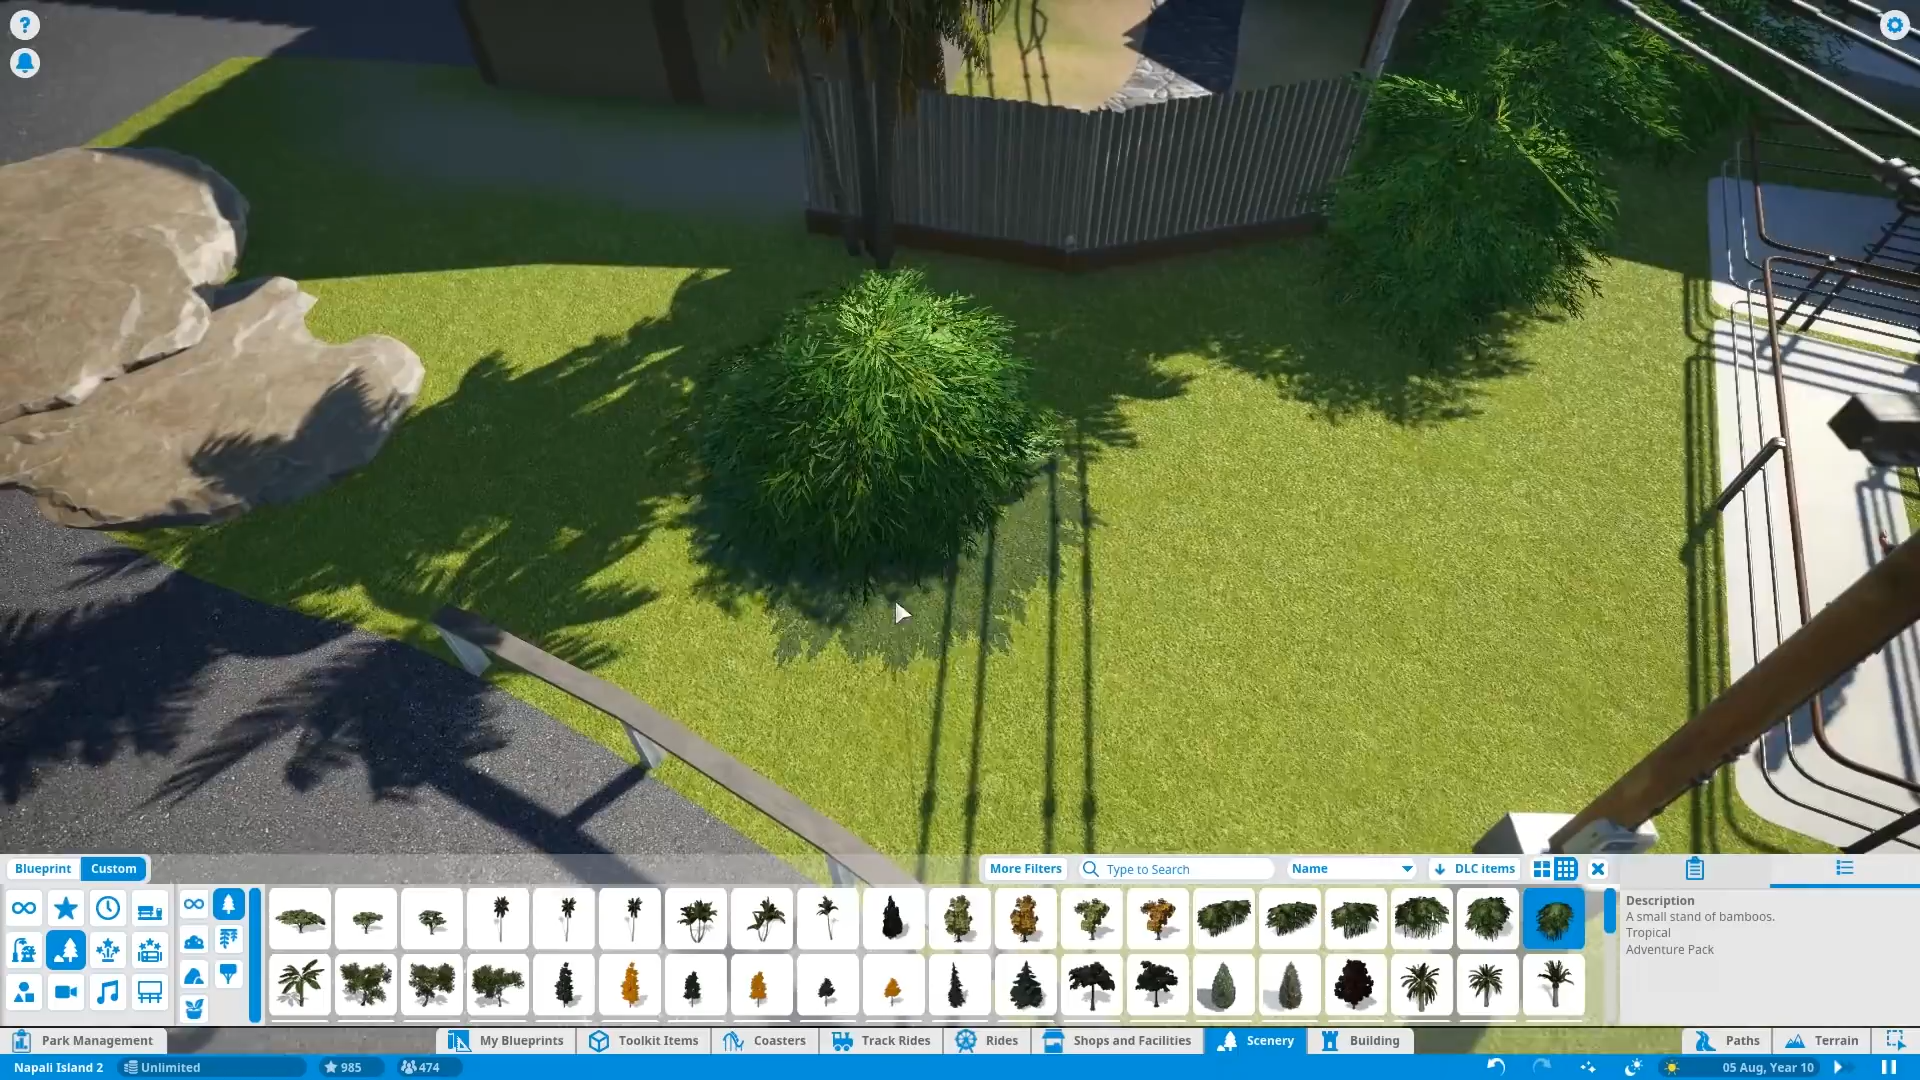 ?
Blueprint
Custom
More Filters
Type to Search
Name
DLC items
Description
A small stand of bamboos.
Tropical
Adventure Pack
Park Management
My Blueprints
Toolkit Items
Coasters
Track Rides
Rides
Shops and Facilities
Scenery
Building
Paths
Terrain
Napali Island 2
Unlimited
985
474
05 Aug, Year 10